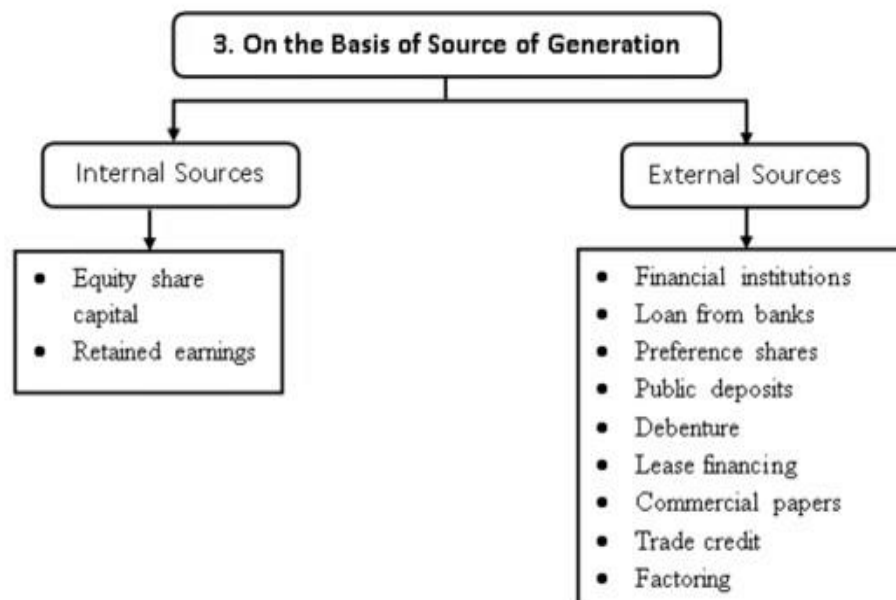 3. On the Basis of Source of Generation
Internal Sources
External Sources
• Equity share
capital
• Retained earnings
• Financial institutions
• Loan from banks
• Preference shares
• Public deposits
• Debenture
• Lease financing
• Commercial papers
• Trade credit
• Factoring